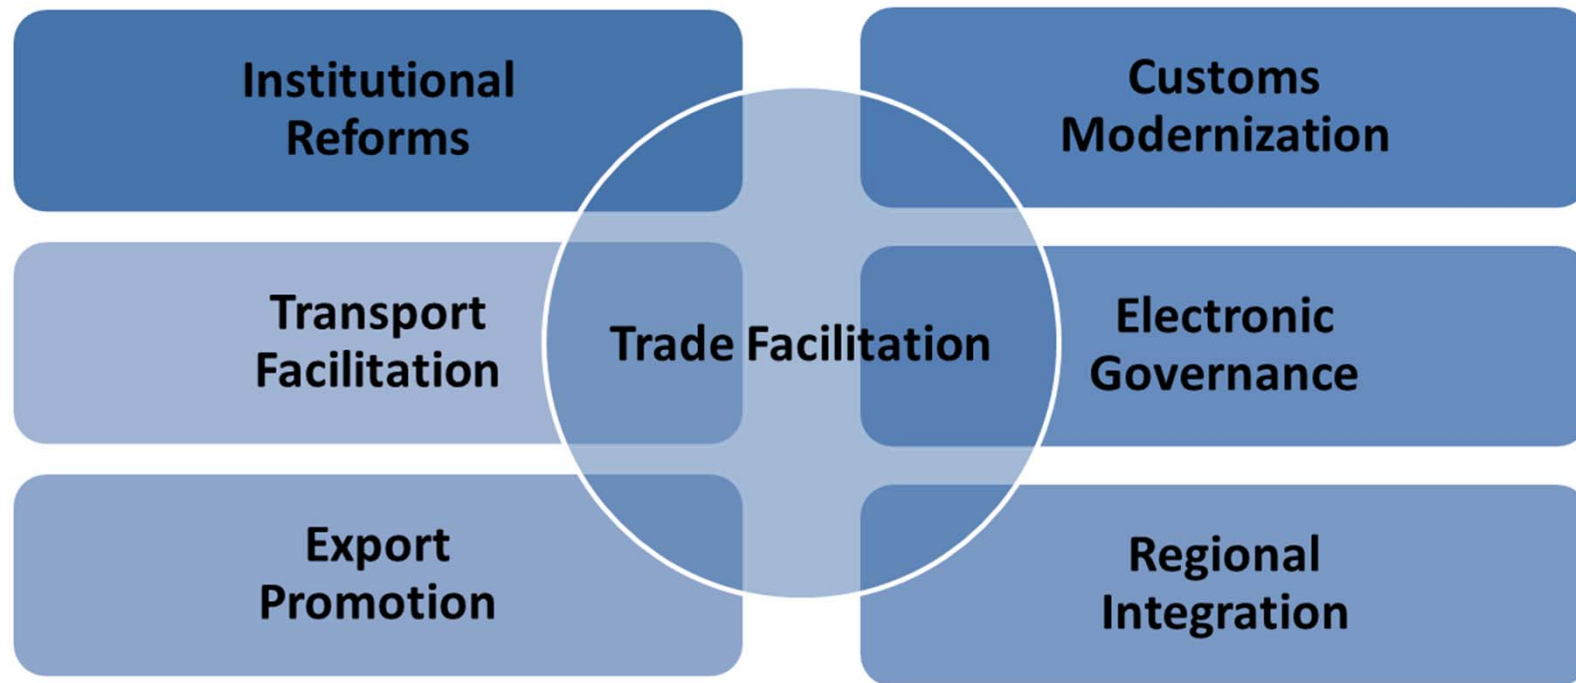 Institutional
Reforms
Customs
Modernization
Transport
Facilitation
Trade Facilitation
Electronic
Governance
Export
Promotion
Regional
Integration